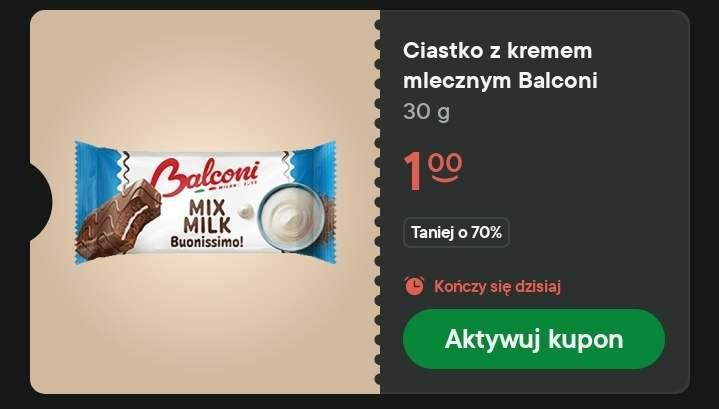 Ciastko z kremem
mlecznym Balconi
30 g
1 00
Taniej o 70%
Kończy się dzisiaj
Aktywuj kupon
Balconi
MIX
MILK
Buonissimo!